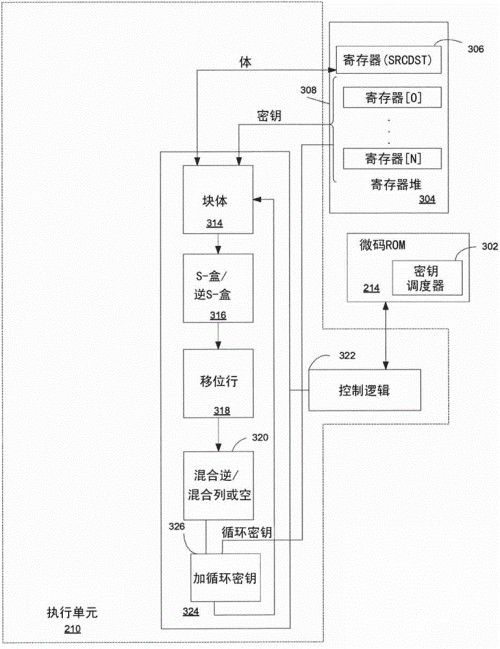 寄存器(SRCDST)
306
体
308
寄存器[0]
密钥
寄存器[N]
寄存器堆
304
块体
314
微码ROM
302
S-盒/
逆S-盒
316
密钥
调度器
214
322
移位行
318
控制逻辑
320
混合逆/
混合列或空
326
循环密钥
加循环密钥
324
执行单元
210